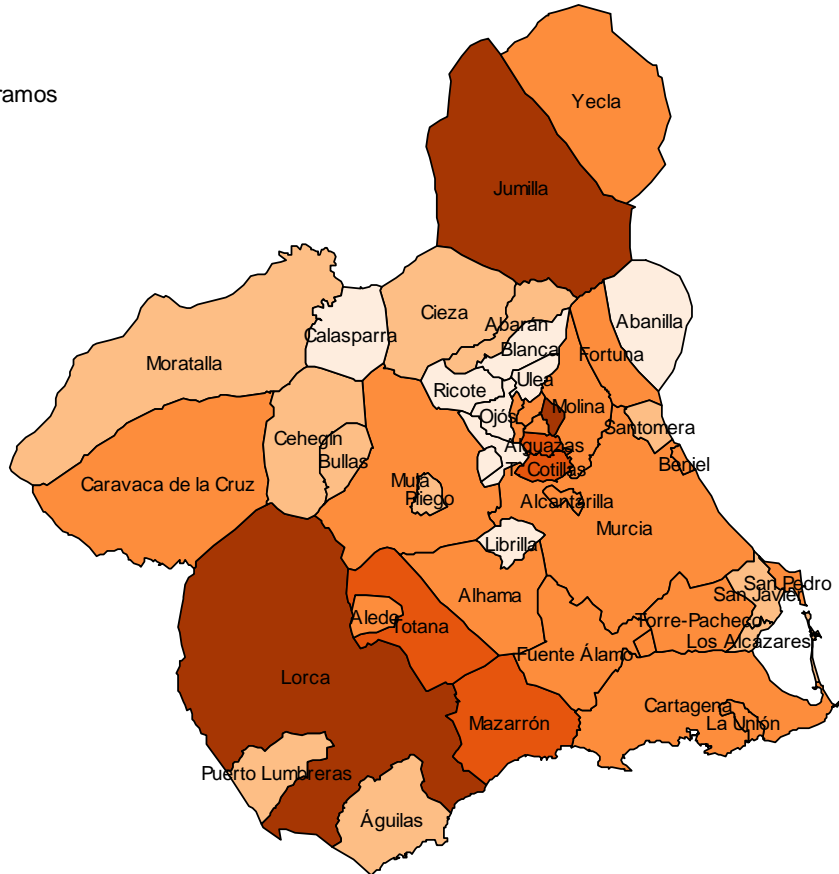 ramos
Yecla
Jumilla
Cieza
Abarán
Abanilla
Calasparra
Blanca
Fortuna
Moratalla
Ulea
Ricote
Molina
Ojós
Santomera
Cehegín
Alguazas
Bullas
Beniel
T. Cotillas
Caravaca de la Cruz
Mula
Pliego
Alcantarilla
Murcia
Librilla
San Pedro
San Javier
Alhama
Aledo
Totana
Torre-Pacheco
Los Alcázares
Fuente Álamo
Lorca
Cartagena
Mazarrón
La Unión
Puerto Lumbreras
Águilas